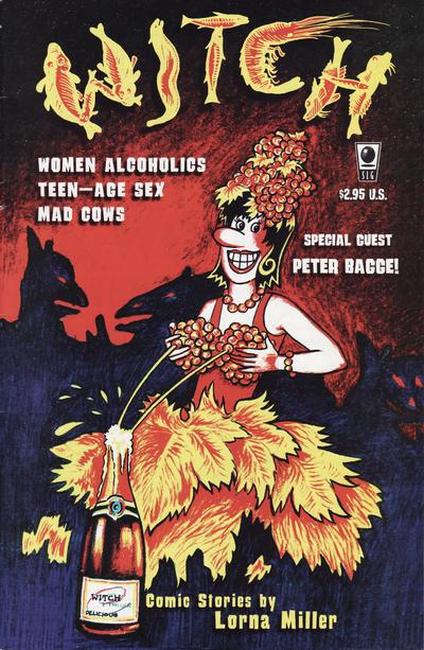 WITCH
WOMEN ALCOHOLICS
TEEN-AGE SEX
MAD COWS
SLG
$2.95 U.S.
SPECIAL GUEST
PETER BAGGE!
WITCH
DELICIOUS
Comic Stories by
Lorna Miller